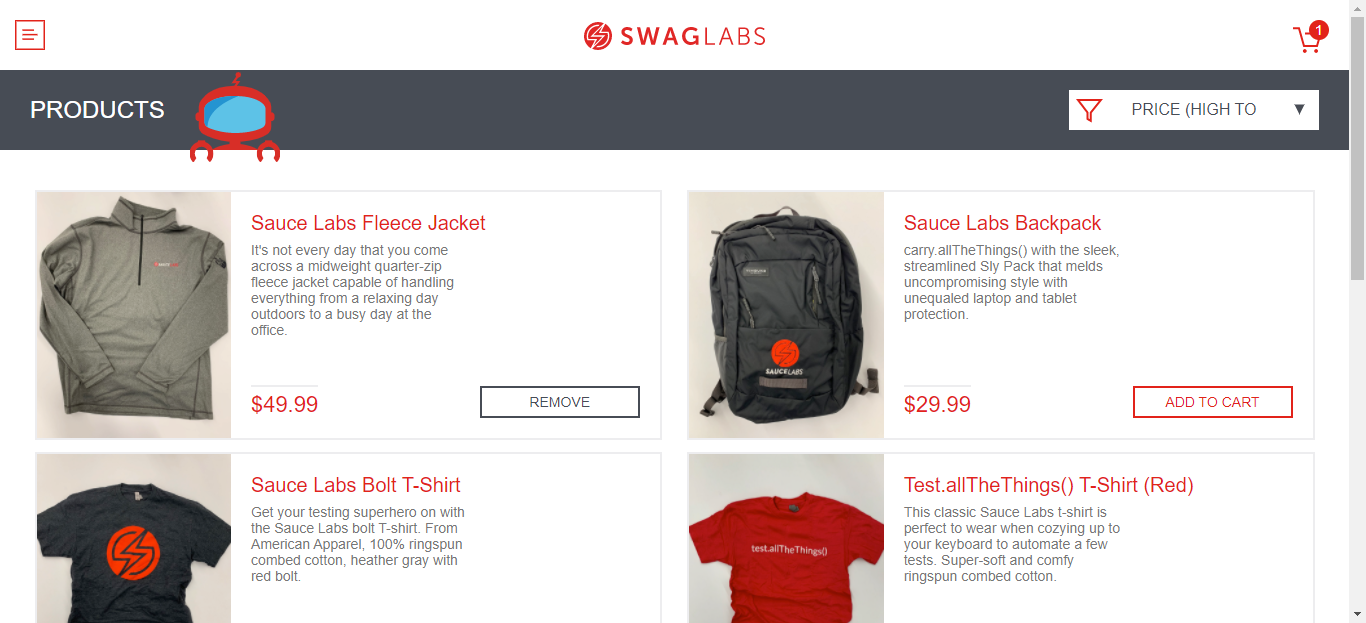 SWAGLABS
1
PRODUCTS
PRICE (HIGH TO
Sauce Labs Fleece Jacket
It's not every day that you come
across a midweight quarter-zip
fleece jacket capable of handling
everything from a relaxing day
outdoors to a busy day at the
office.
$49.99
REMOVE
Sauce Labs Backpack
carry.allTheThings() with the sleek,
streamlined Sly Pack that melds
uncompromising style with
unequaled laptop and tablet
protection.
SAUCELABS
$29.99
ADD TO CART
Sauce Labs Bolt T-Shirt
Get your testing superhero on with
the Sauce Labs bolt T-shirt. From
American Apparel, 100% ringspun
combed cotton, heather gray with
red bolt.
Test.allTheThings() T-Shirt (Red)
This classic Sauce Labs t-shirt is
perfect to wear when cozying up to
your keyboard to automate a few
tests. Super-soft and comfy
ringspun combed cotton.
test.allTheThings()